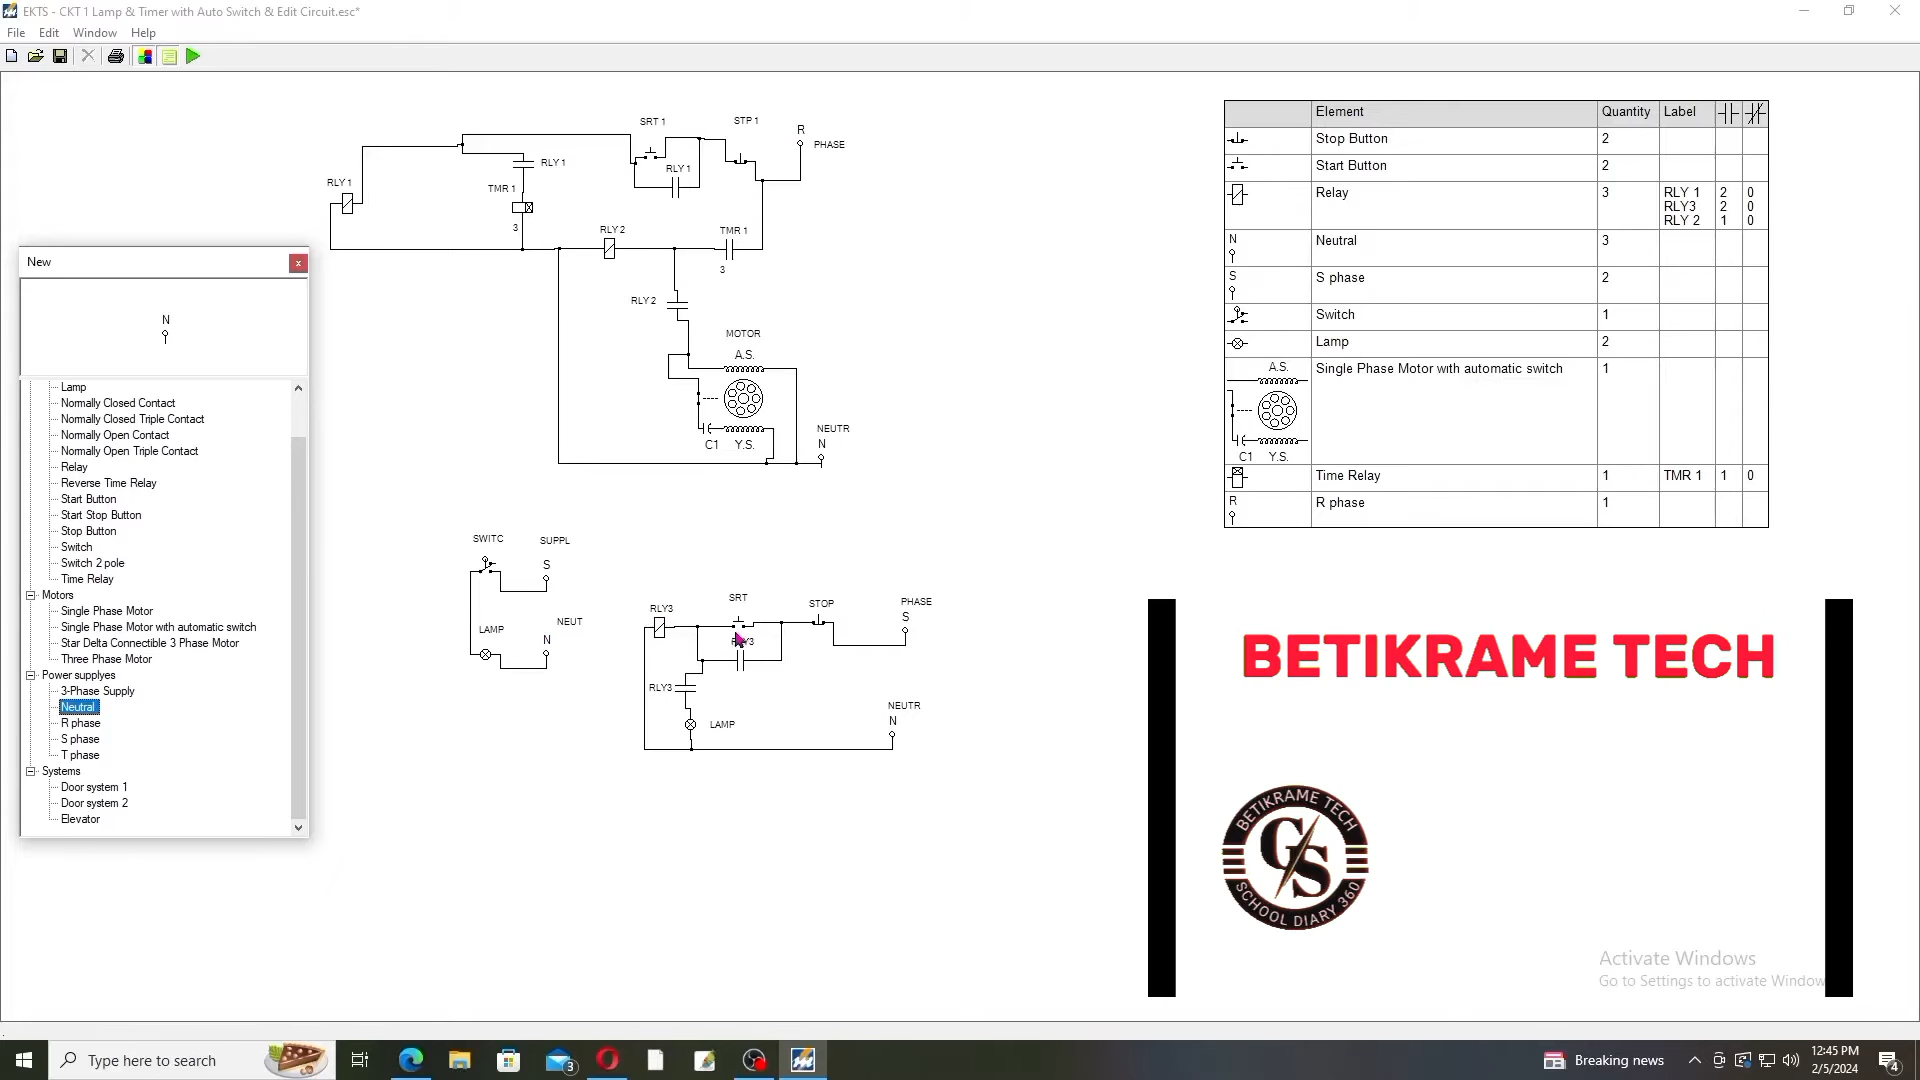 EKTS - CKT 1 Lamp & Timer with Auto Switch & Edit Circuit.esc*
File Edit Window Help
SRT 1
STP 1
R
PHASE
RLY 1
RLY 1
RLY 1
TMR 1
3
RLY 2
TMR 1
3
RLY 2
MOTOR
A.S.
C1 Y.S.
NEUTR
N
New
N
Lamp
Normally Closed Contact
Normally Closed Triple Contact
Normally Open Contact
Normally Open Triple Contact
Relay
Reverse Time Relay
Start Button
Start Stop Button
Stop Button
Switch
Switch 2 pole
Time Relay
Motors
Single Phase Motor
Single Phase Motor with automatic switch
Star Delta Connectible 3 Phase Motor
Three Phase Motor
Power supplyes
3-Phase Supply
Neutral
R phase
S phase
T phase
Systems
Door system 1
Door system 2
Elevator
SWITC
SUPPL
S
LAMP
NEUT
N
RLY3
SRT
STOP
PHASE
S
RLY3
LAMP
NEUTR
N
Element Quantity Label
Stop Button 2
Start Button 2
Relay 3 RLY 1 2 0
RLY3 2 0
RLY 2 1 0
N Neutral 3
S S phase 2
Switch 1
Lamp 2
A.S. Single Phase Motor with automatic switch 1
C1 Y.S.
Time Relay 1 TMR 1 1 0
R R phase 1
BETIKRAME TECH
BETIKRAME TECH
GS
SCHOOL DIARY 360
Activate Windows
Go to Settings to activate Window
Type here to search
3
Breaking news
12:45 PM
2/5/2024
4